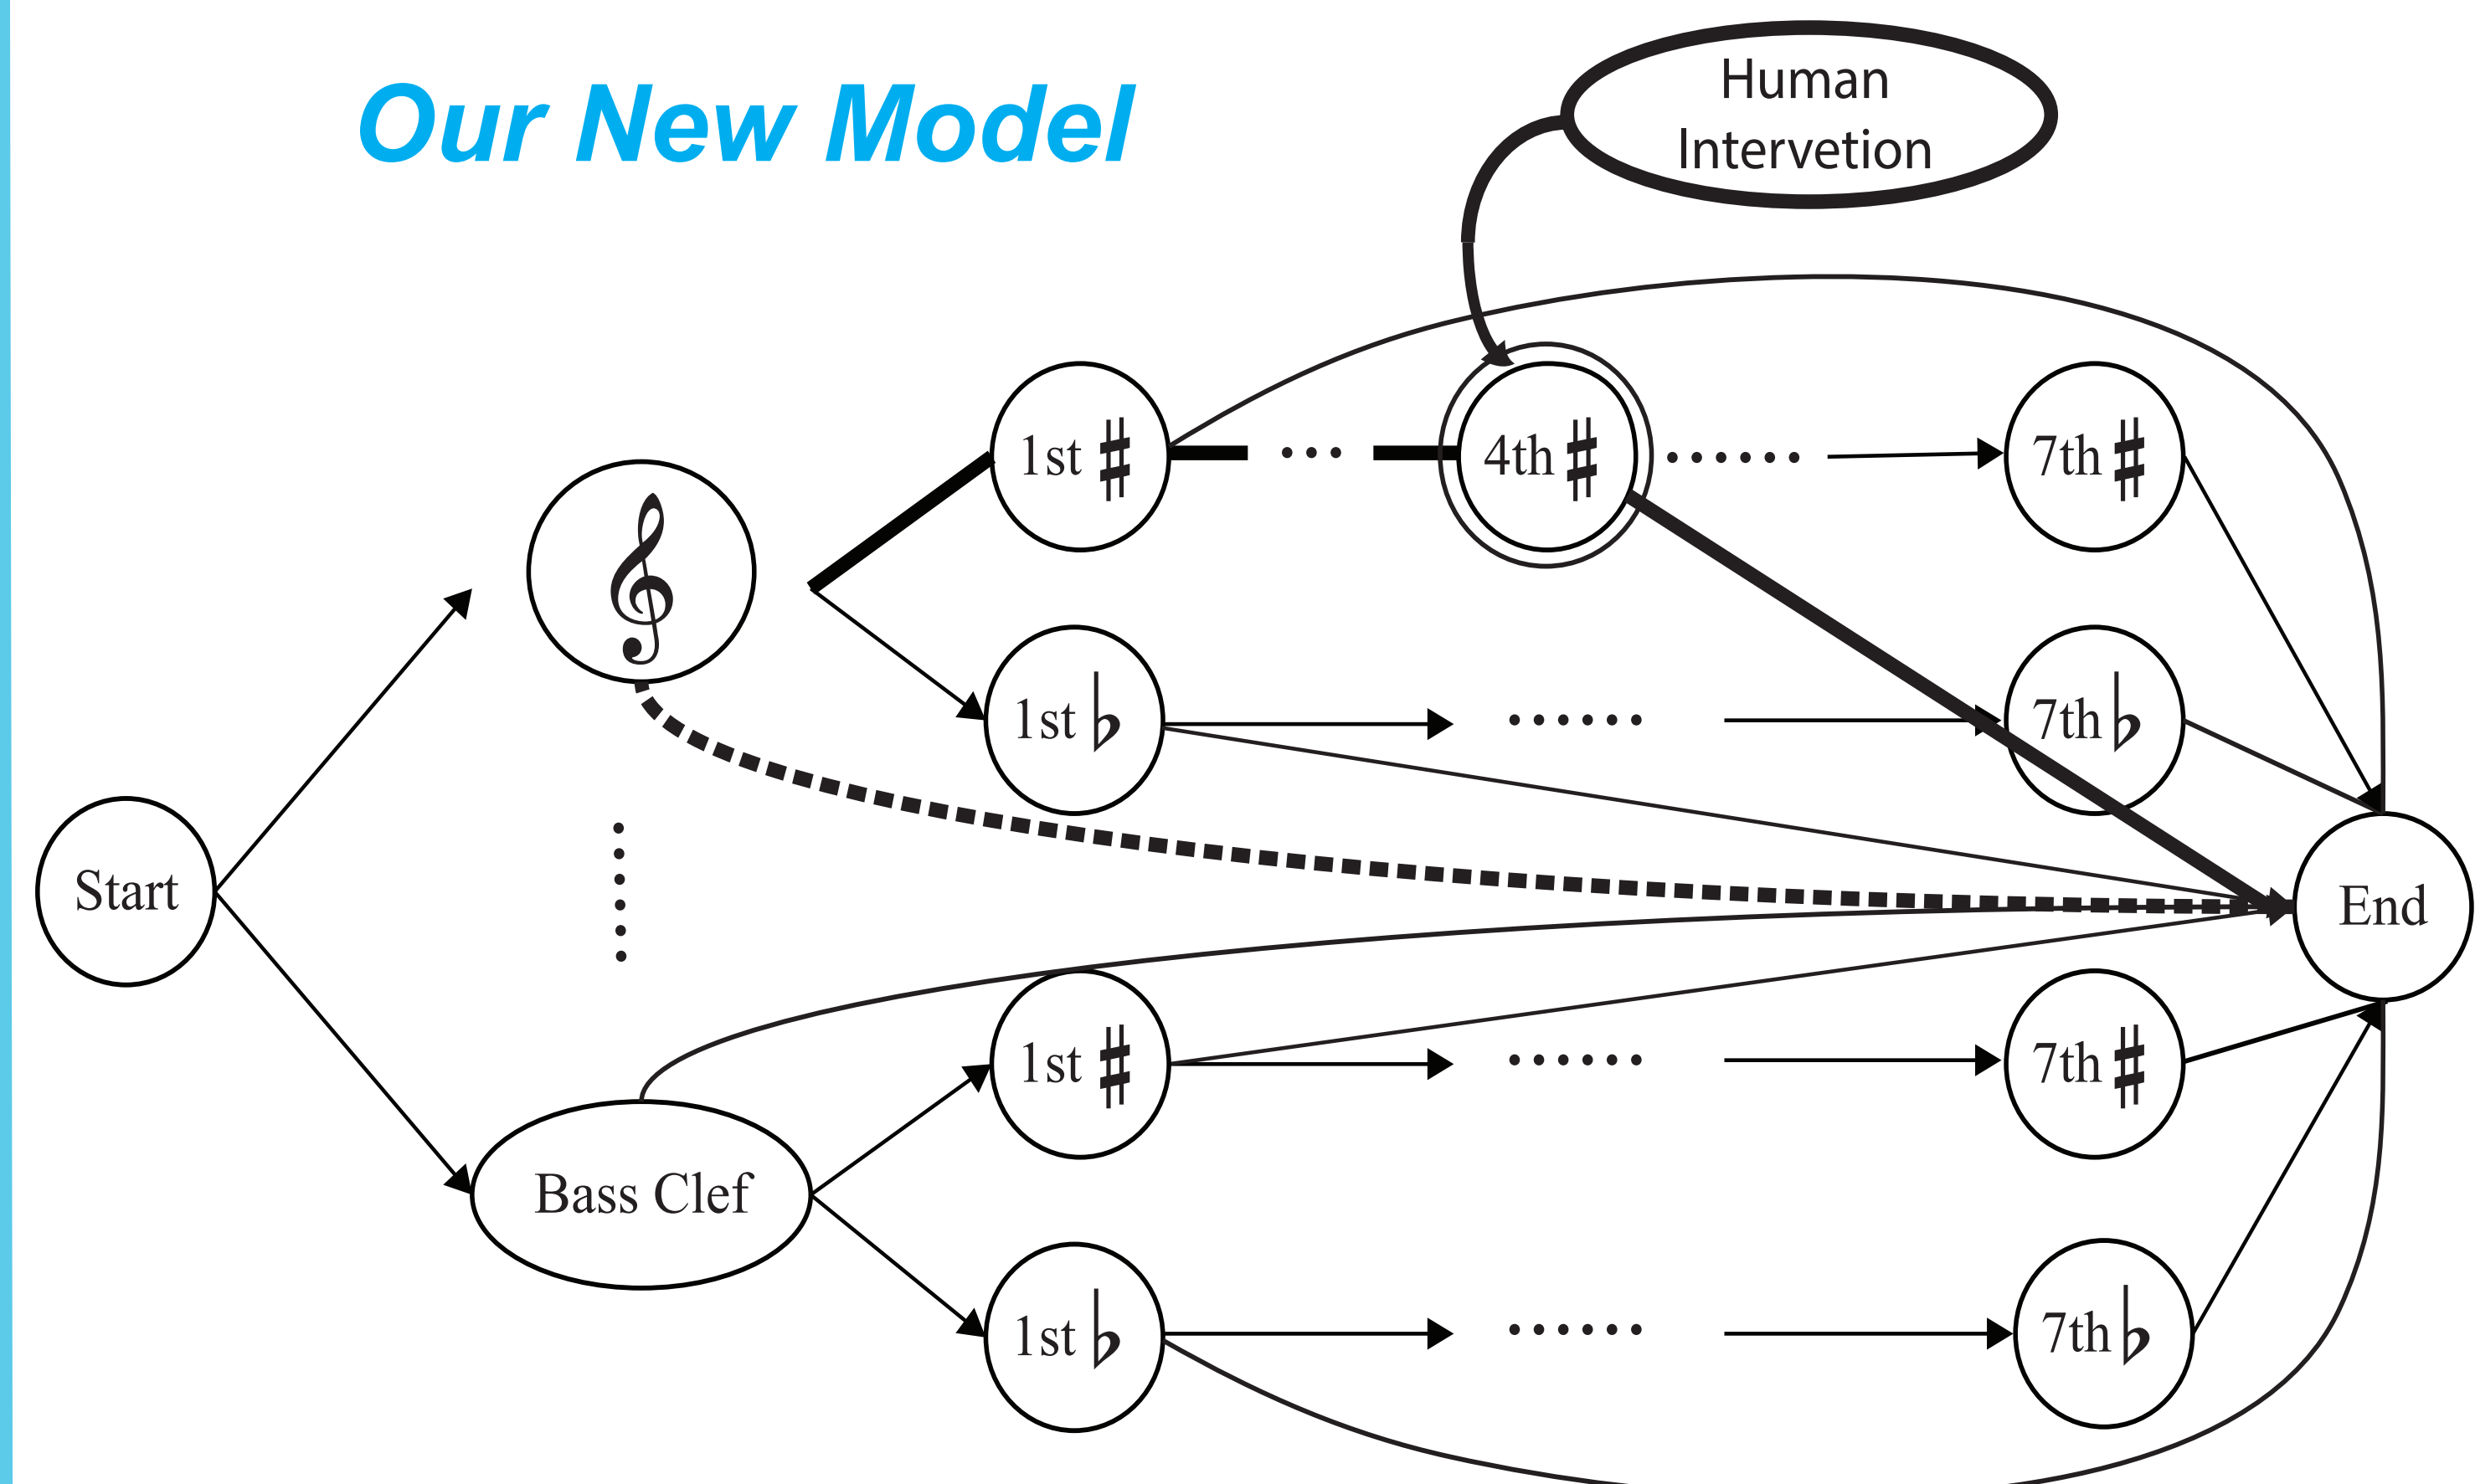 Our New Model
Human
Intervetion
1st ♯
4th ♯
7th ♯
1st ♭
7th ♭
Start
End
1st ♯
7th ♯
Bass Clef
1st ♭
7th ♭